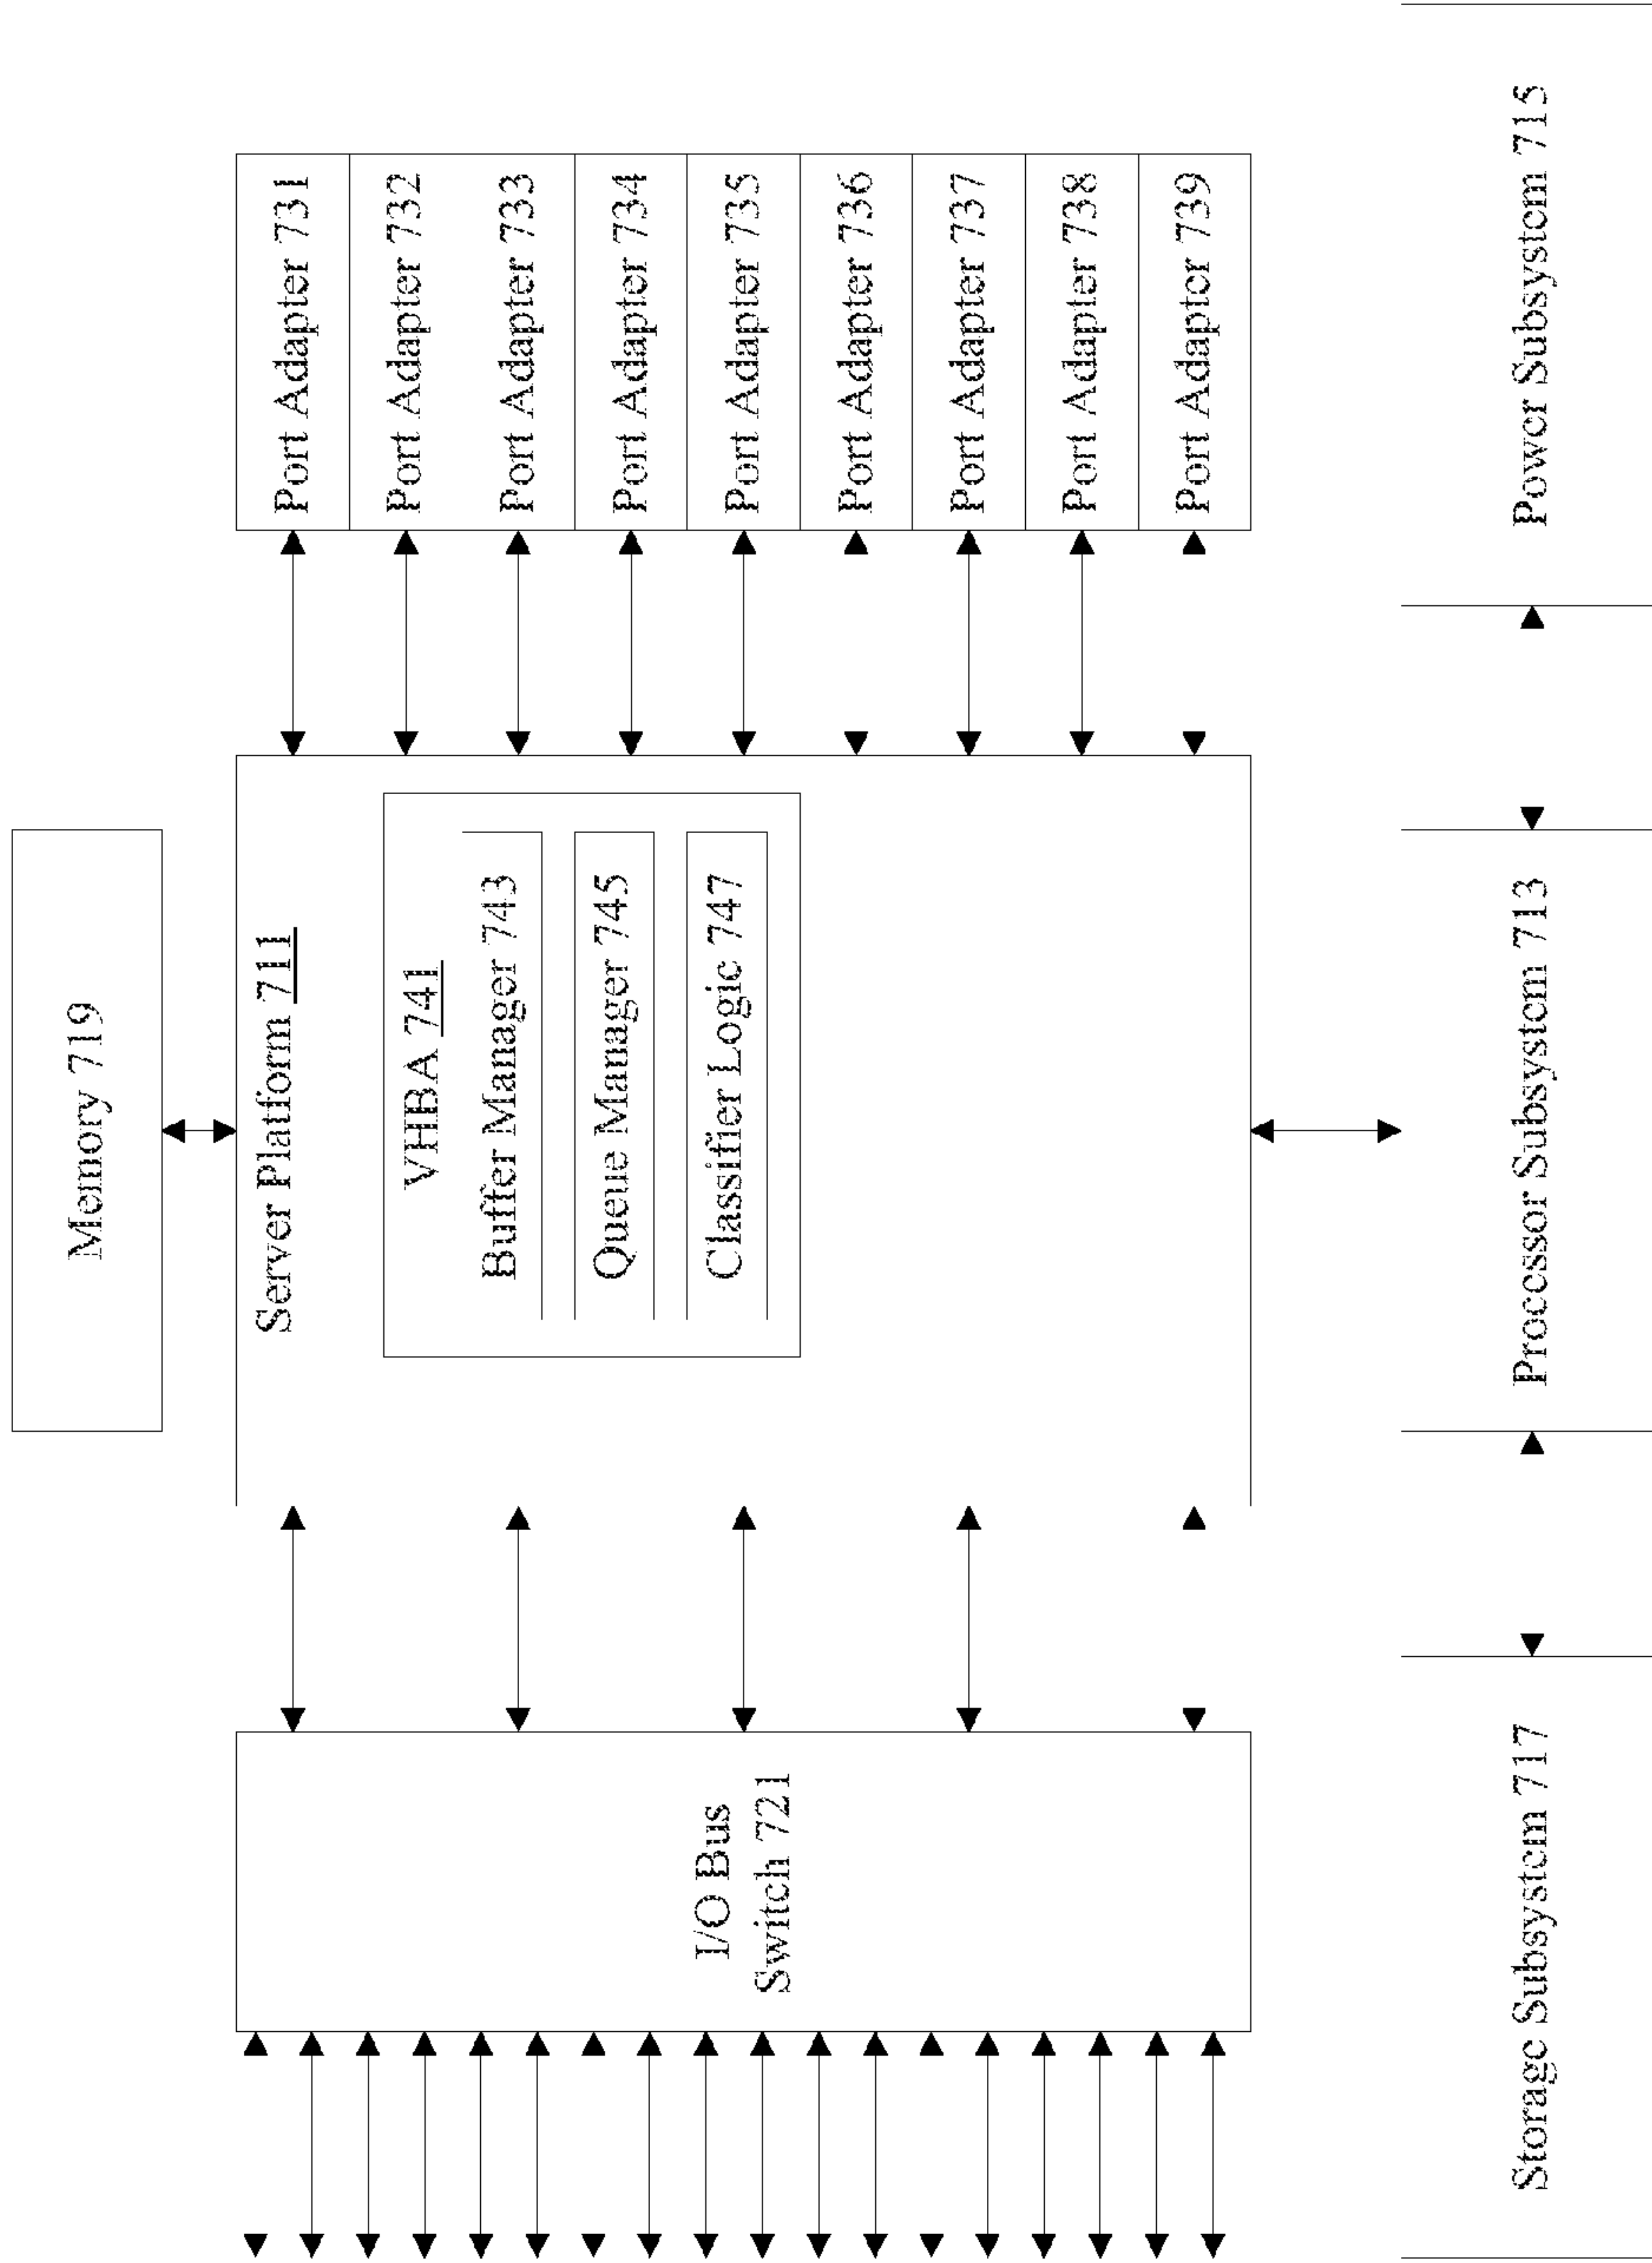 Memory 719
Server Platform 711
VHBA 741
Buffer Manager 743
Queue Manager 745
Classifier Logic 747
I/O Bus
Switch 721
Port Adapter 731
Port Adapter 732
Port Adapter 733
Port Adapter 734
Port Adapter 735
Port Adapter 736
Port Adapter 737
Port Adapter 738
Port Adapter 739
Storage Subsystem 717
Processor Subsystem 713
Power Subsystem 715